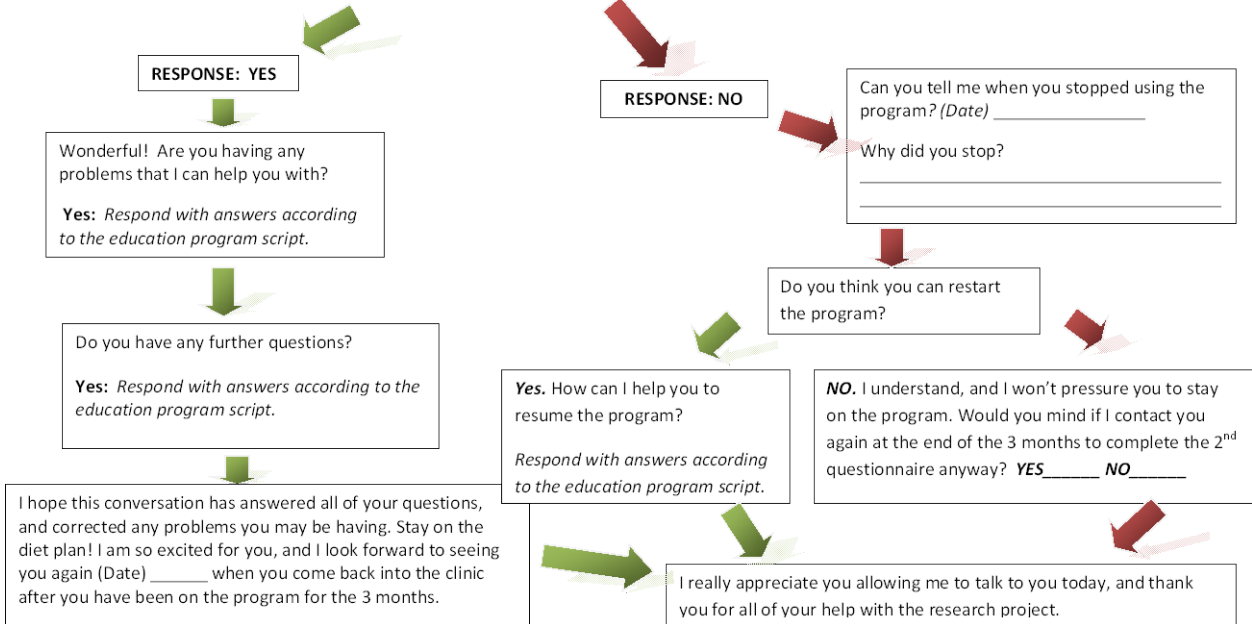 RESPONSE: YES
Wonderful! Are you having any
problems that I can help you with?
Yes: Respond with answers according
to the education program script.
Do you have any further questions?
Yes: Respond with answers according to the
education program script.
I hope this conversation has answered all of your questions,
and corrected any problems you may be having. Stay on the
diet plan! I am so excited for you, and I look forward to seeing
you again (Date) ______ when you come back into the clinic
after you have been on the program for the 3 months.
RESPONSE: NO
Can you tell me when you stopped using the
program? (Date) ________________
Why did you stop?
______________________________________
______________________________________
Do you think you can restart
the program?
Yes. How can I help you to
resume the program?
Respond with answers according
to the education program script.
NO. I understand, and I won't pressure you to stay
on the program. Would you mind if I contact you
again at the end of the 3 months to complete the 2nd
questionnaire anyway? YES______ NO______
I really appreciate you allowing me to talk to you today, and thank
you for all of your help with the research project.